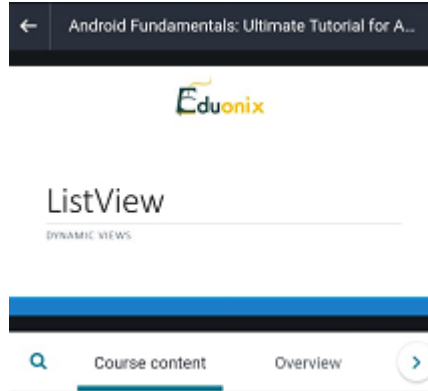 Android Fundamentals: Ultimate Tutorial for A...
Eduonix
ListView
DYNAMIC VIEWS
Course content
Overview